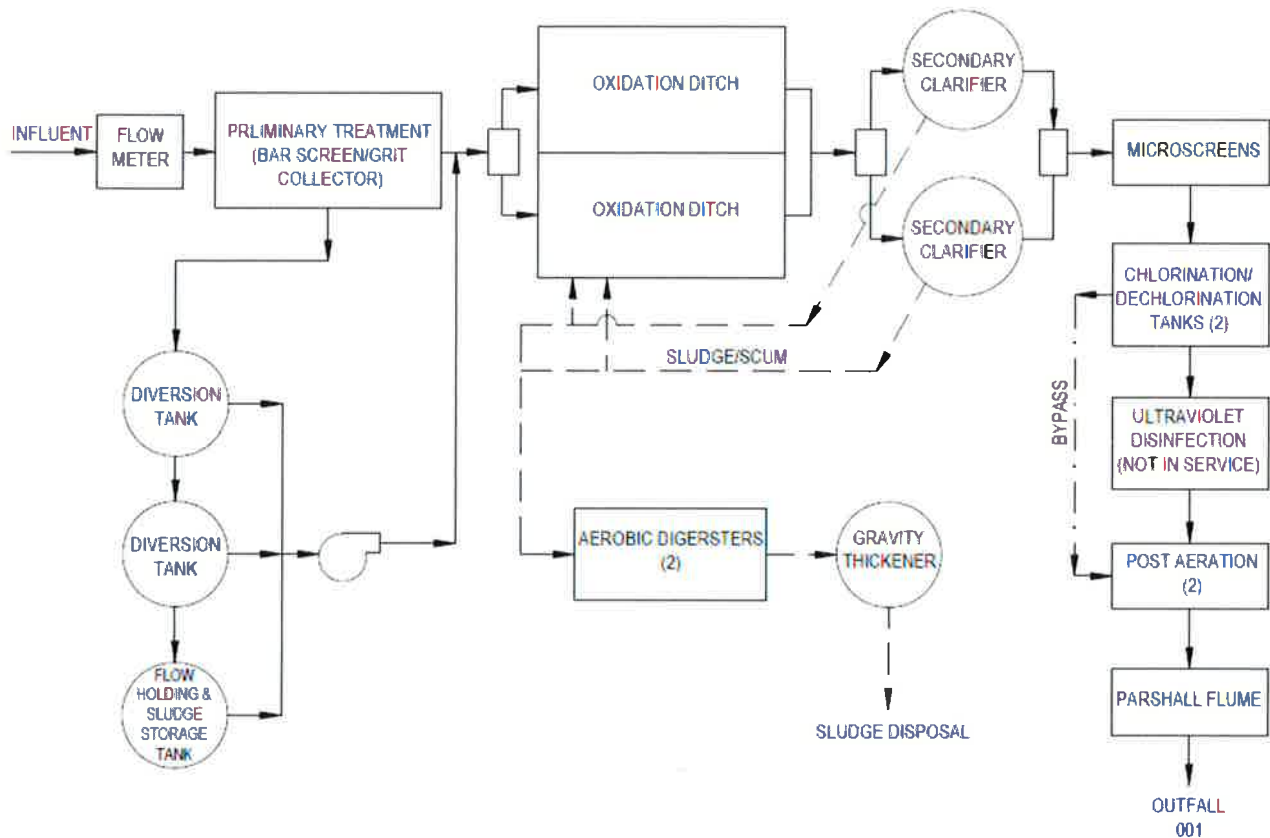 INFLUENT
FLOW
METER
PRLIMINARY TREATMENT
(BAR SCREEN/GRIT
COLLECTOR)
OXIDATION DITCH
OXIDATION DITCH
SECONDARY
CLARIFIER
SECONDARY
CLARIFIER
MICROSCREENS
CHLORINATION/
DECHLORINATION
TANKS (2)
BYPASS
ULTRAVIOLET
DISINFECTION
(NOT IN SERVICE)
POST AERATION
(2)
PARSHALL FLUME
OUTFALL
001
SLUDGE/SCUM
DIVERSION
TANK
DIVERSION
TANK
FLOW
HOLDING &
SLUDGE
STORAGE
TANK
AEROBIC DIGERSTERS
(2)
GRAVITY
THICKENER
SLUDGE DISPOSAL